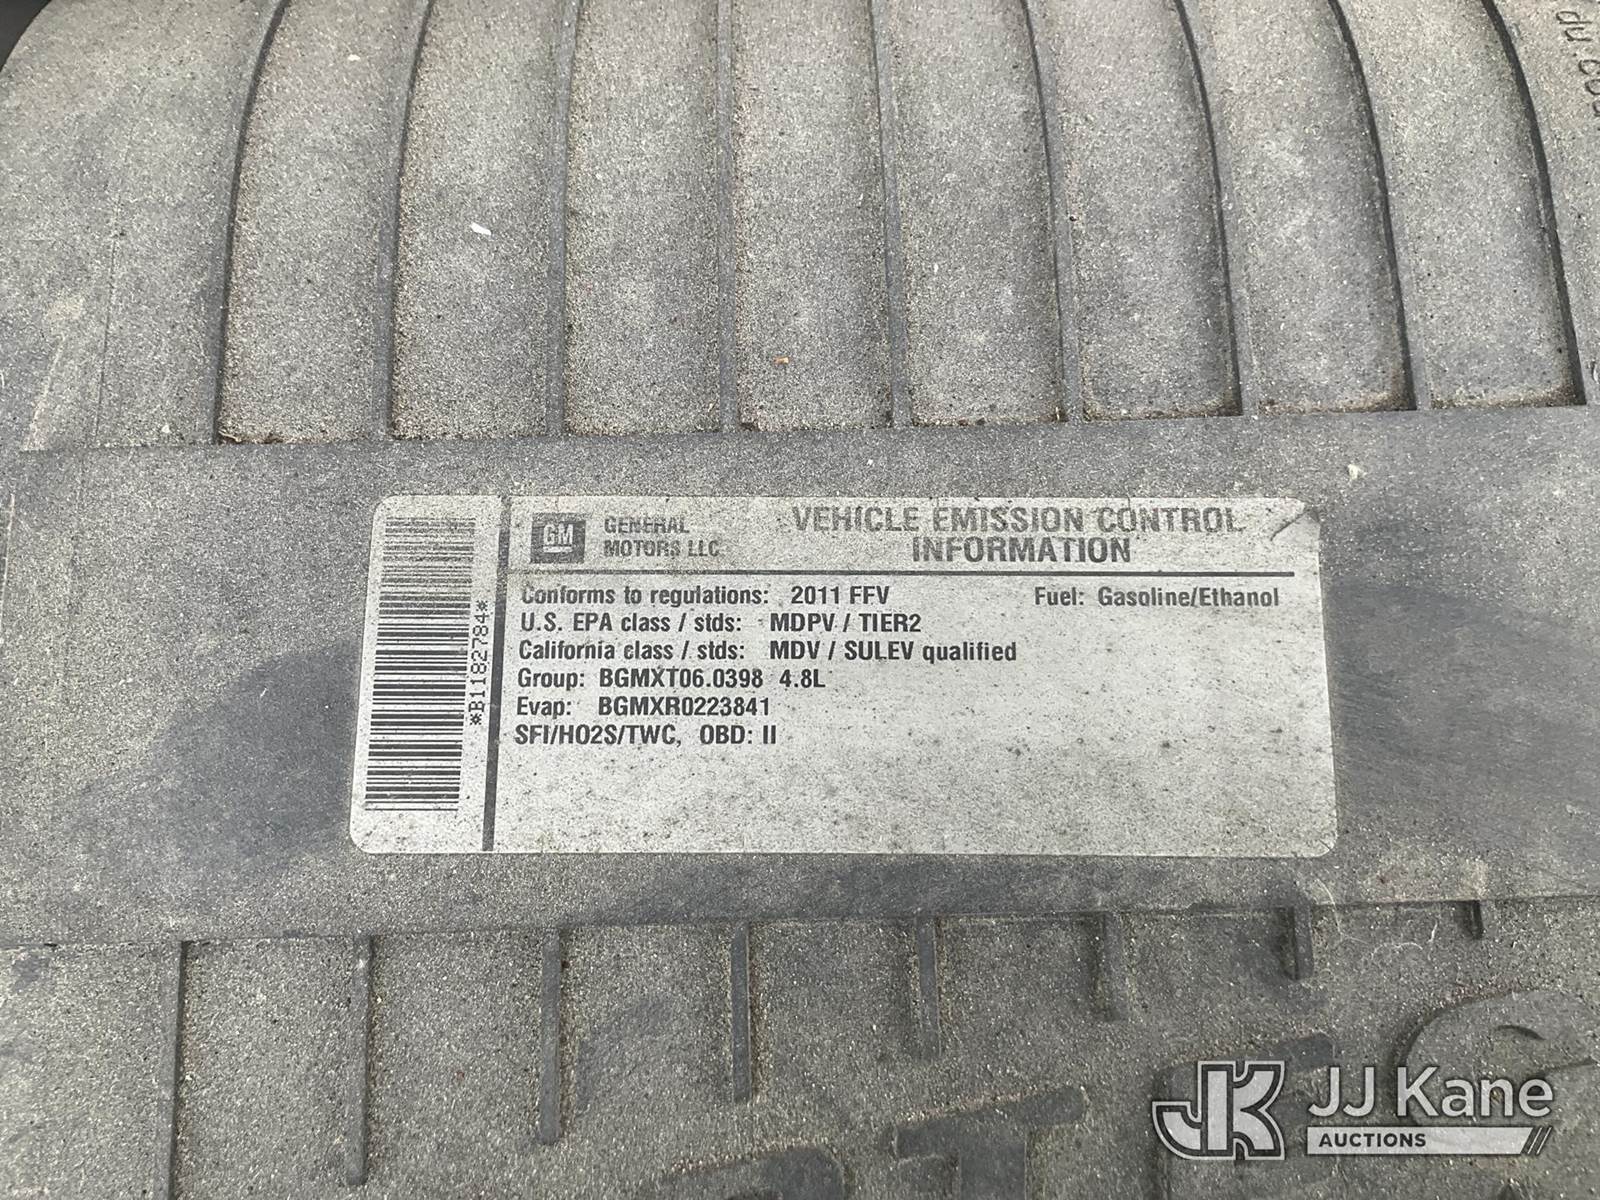 GM GENERAL MOTORS LLC
VEHICLE EMISSION CONTROL
INFORMATION
Conforms to regulations: 2011 FFV Fuel: Gasoline/Ethanol
U.S. EPA class / stds: MDPV / TIER2
California class / stds: MDV / SULEV qualified
Group: BGMXT06.0398 4.8L
Evap: BGMXR0223841
SFI/HO2S/TWC, OBD: II
*B1182784*
JK JJ Kane
AUCTIONS